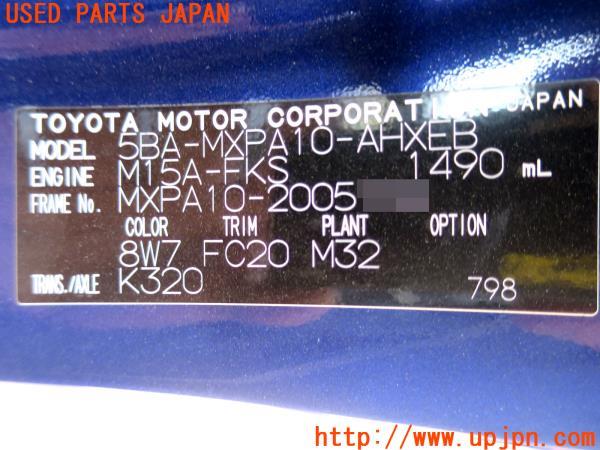 USED PARTS JAPAN
TOYOTA MOTOR CORPORATION JAPAN
MODEL 5BA-MXPA10-AHXEB
ENGINE M15A-FKS 1490 mL
FRAME No. MXPA10-2005
COLOR TRIM PLANT OPTION
8W7 FC20 M32
TRANS./AXLE K320 798
http://www.upjpn.com